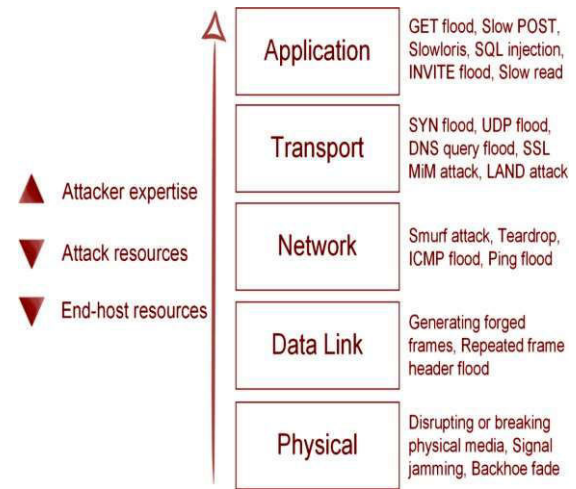 Application
GET flood, Slow POST,
Slowloris, SQL injection,
INVITE flood, Slow read
Transport
SYN flood, UDP flood,
DNS query flood, SSL
MiM attack, LAND attack
Attacker expertise
Attack resources
End-host resources
Network
Smurf attack, Teardrop,
ICMP flood, Ping flood
Data Link
Generating forged
frames, Repeated frame
header flood
Physical
Disrupting or breaking
physical media, Signal
jamming, Backhoe fade